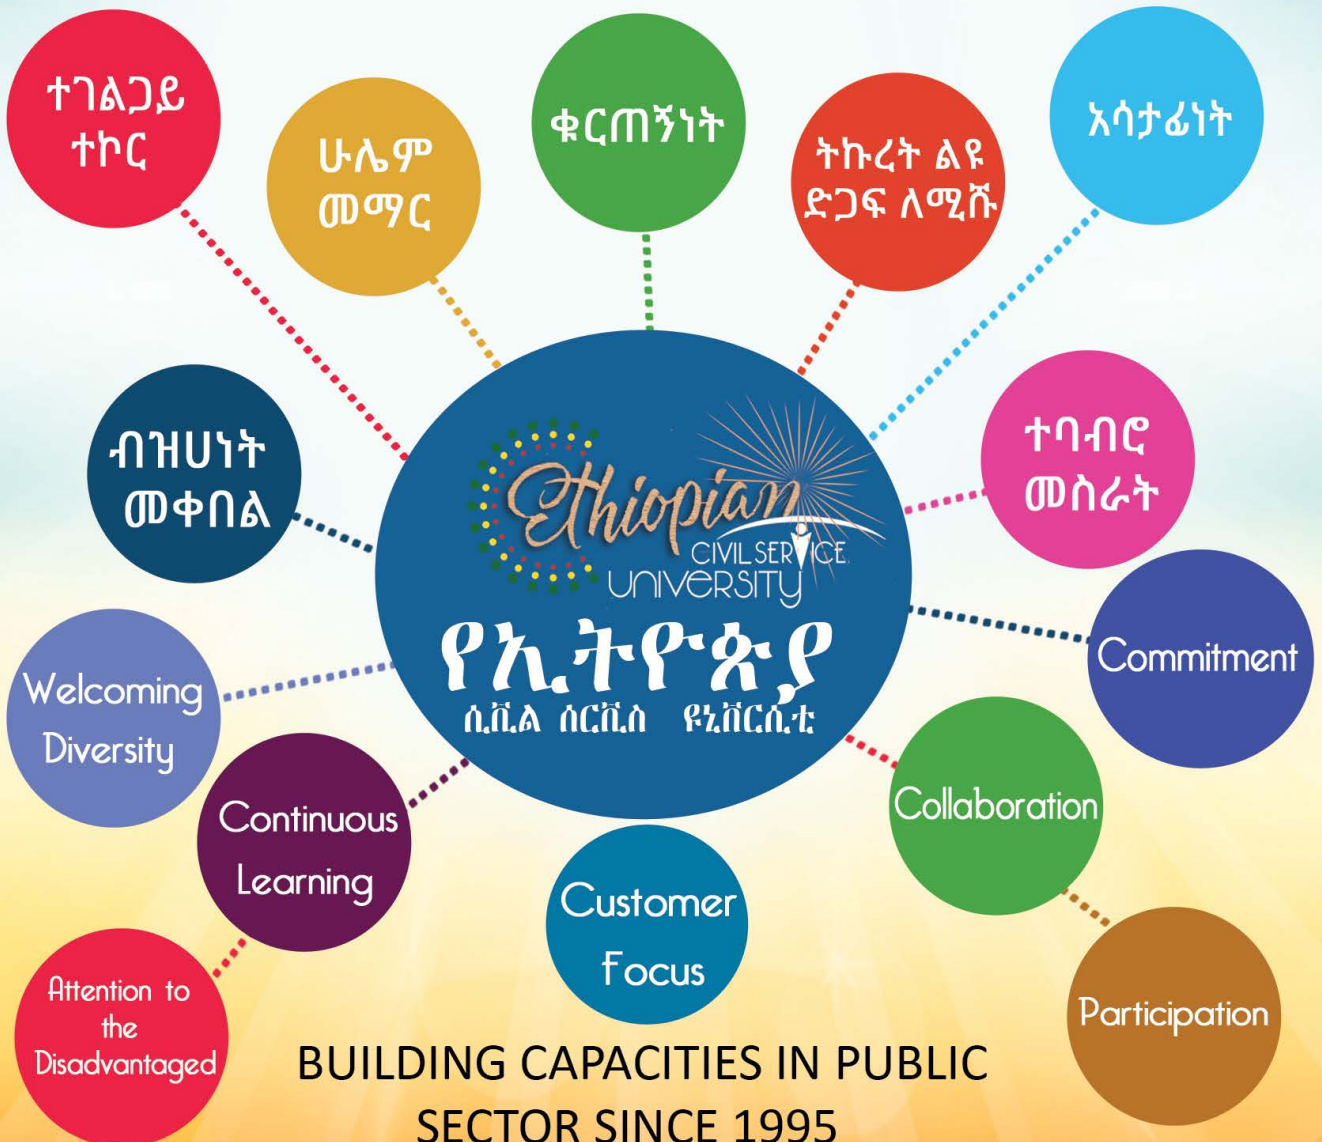 ተገልጋይ
ተኮር
ሁሌም
መማር
ቁርጠኝነት
ትኩረት ልዩ
ድጋፍ ለሚሹ
አሳታፊነት
ብዝሀነት
መቀበል
ተባብሮ
መስራት
Ethiopian
CIVIL SERVICE
UNIVERSITY
የኢትዮጵያ
ሲቪል ሰርቪስ ዩኒቨርሲቲ
Welcoming
Diversity
Commitment
Continuous
Learning
Collaboration
Customer
Focus
Attention to
the
Disadvantaged
Participation
BUILDING CAPACITIES IN PUBLIC
SECTOR SINCE 1995